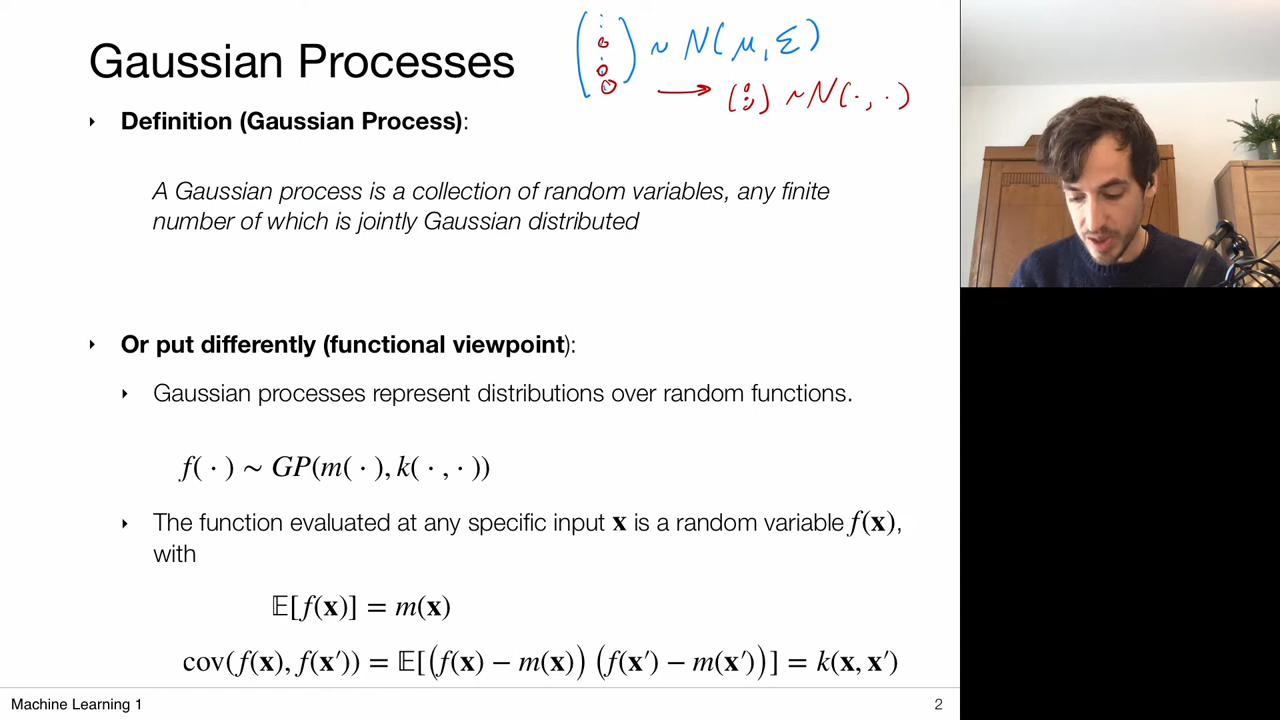 Gaussian Processes
~ N(μ, Σ)
→ ~ N(·, ·)
‣ Definition (Gaussian Process):
A Gaussian process is a collection of random variables, any finite
number of which is jointly Gaussian distributed
‣ Or put differently (functional viewpoint):
‣ Gaussian processes represent distributions over random functions.
f( · ) ∼ GP(m( · ), k( · , · ))
‣ The function evaluated at any specific input x is a random variable f(x),
with
𝔼[f(x)] = m(x)
cov(f(x), f(x′)) = 𝔼[(f(x) − m(x)) (f(x′) − m(x′))] = k(x, x′)
Machine Learning 1
2